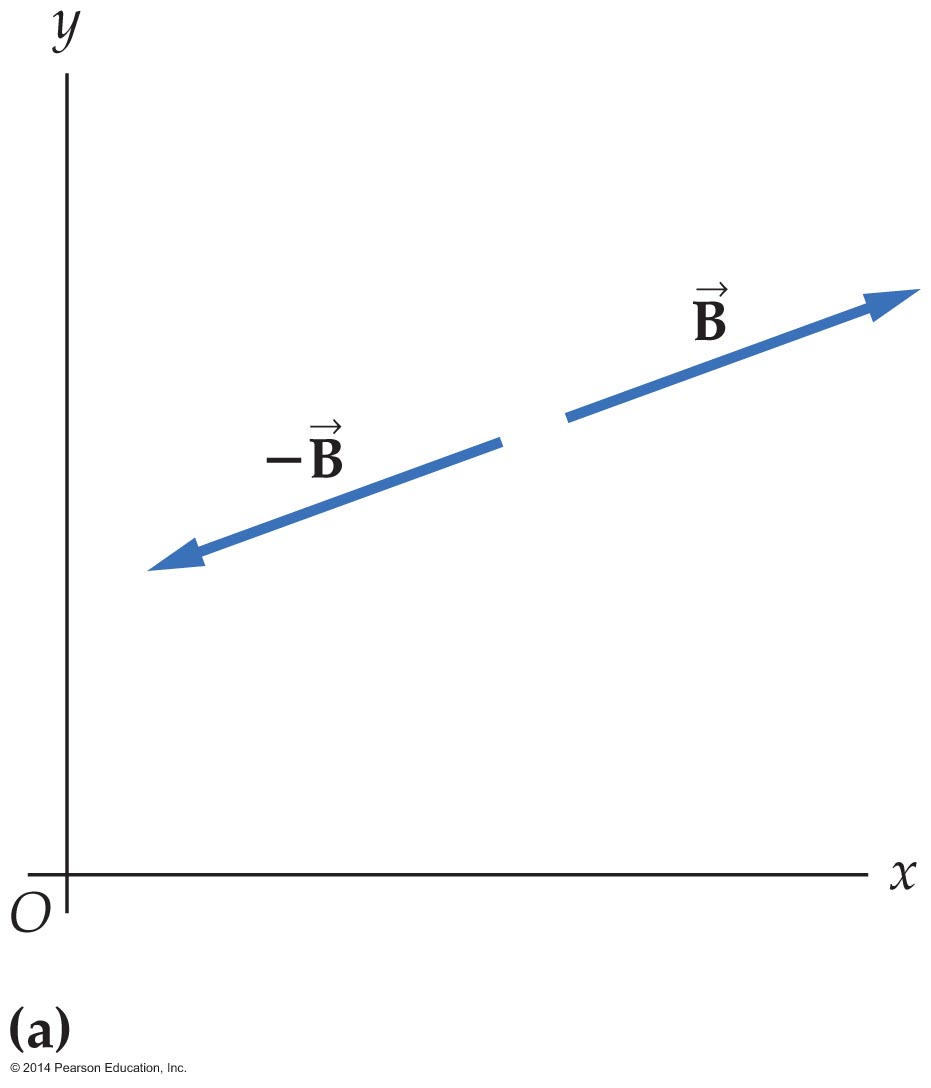 y
B⃗
−B⃗
x
O
(a)
© 2014 Pearson Education, Inc.